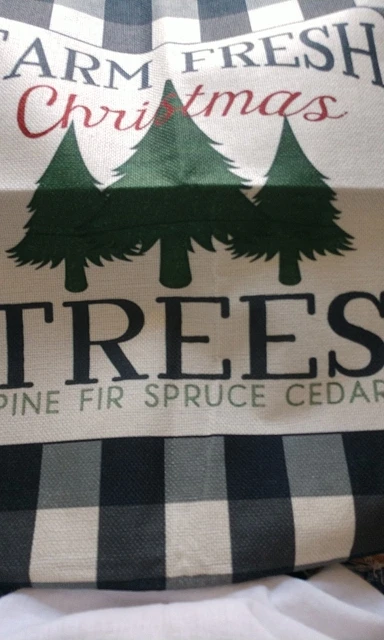 FARM FRESH
Christmas
TREES
PINE FIR SPRUCE CEDAR